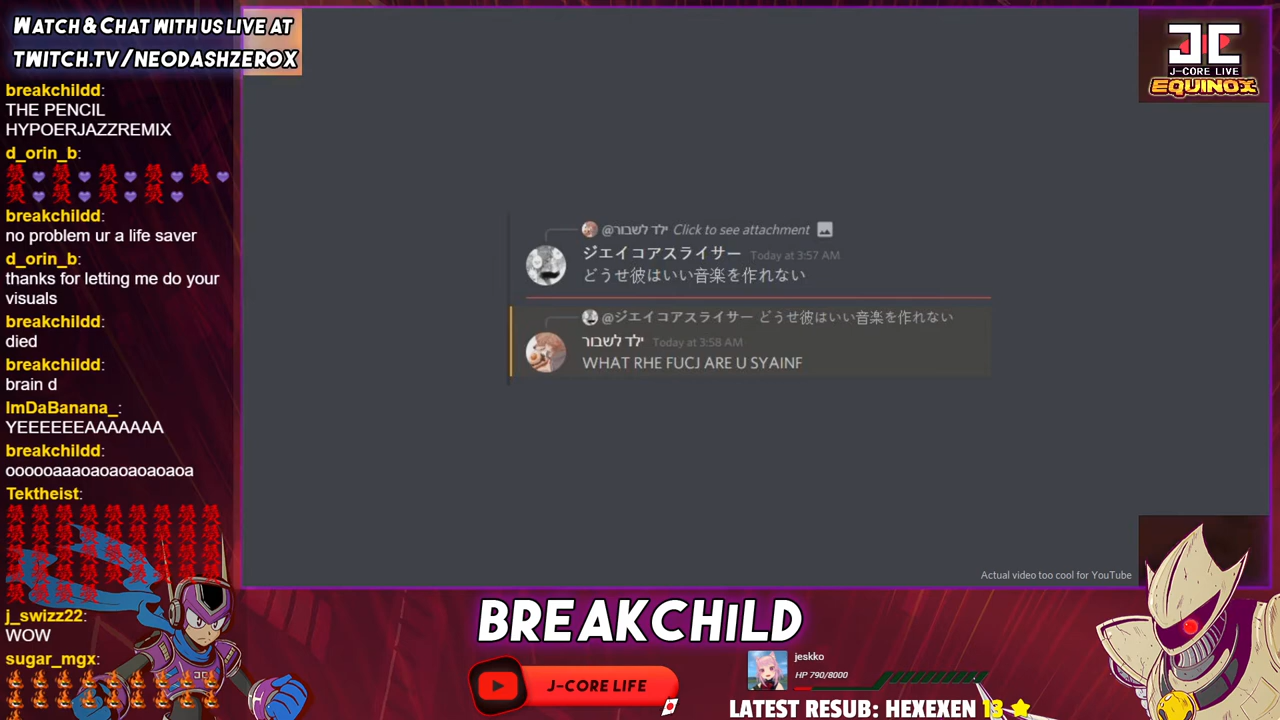 WATCH & CHAT WITH US LIVE AT
TWITCH.TV/NEODASHZEROX
breakchildd:
THE PENCIL
HYPOERJAZZREMIX
d_orin_b:
breakchildd:
no problem ur a life saver
d_orin_b:
thanks for letting me do your
visuals
breakchildd:
died
breakchildd:
brain d
ImDaBanana_:
YEEEEEEAAAAAAA
breakchildd:
oooooaaaoaoaoaoaoaoa
Tektheist:
j_swizz22:
WOW
sugar_mgx:
@ילד לשבור Click to see attachment
ジェイコアスライサー Today at 3:57 AM
どうせ彼はいい音楽を作れない
@ジェイコアスライサー どうせ彼はいい音楽を作れない
ילד לשבור Today at 3:58 AM
WHAT RHE FUCJ ARE U SYAINF
Actual video too cool for YouTube
JC
J-CORE LIVE
EQUINOX
BREAKCHILD
J-CORE LIFE
jeskko
HP 790/8000
LATEST RESUB: HEXEXEN 13